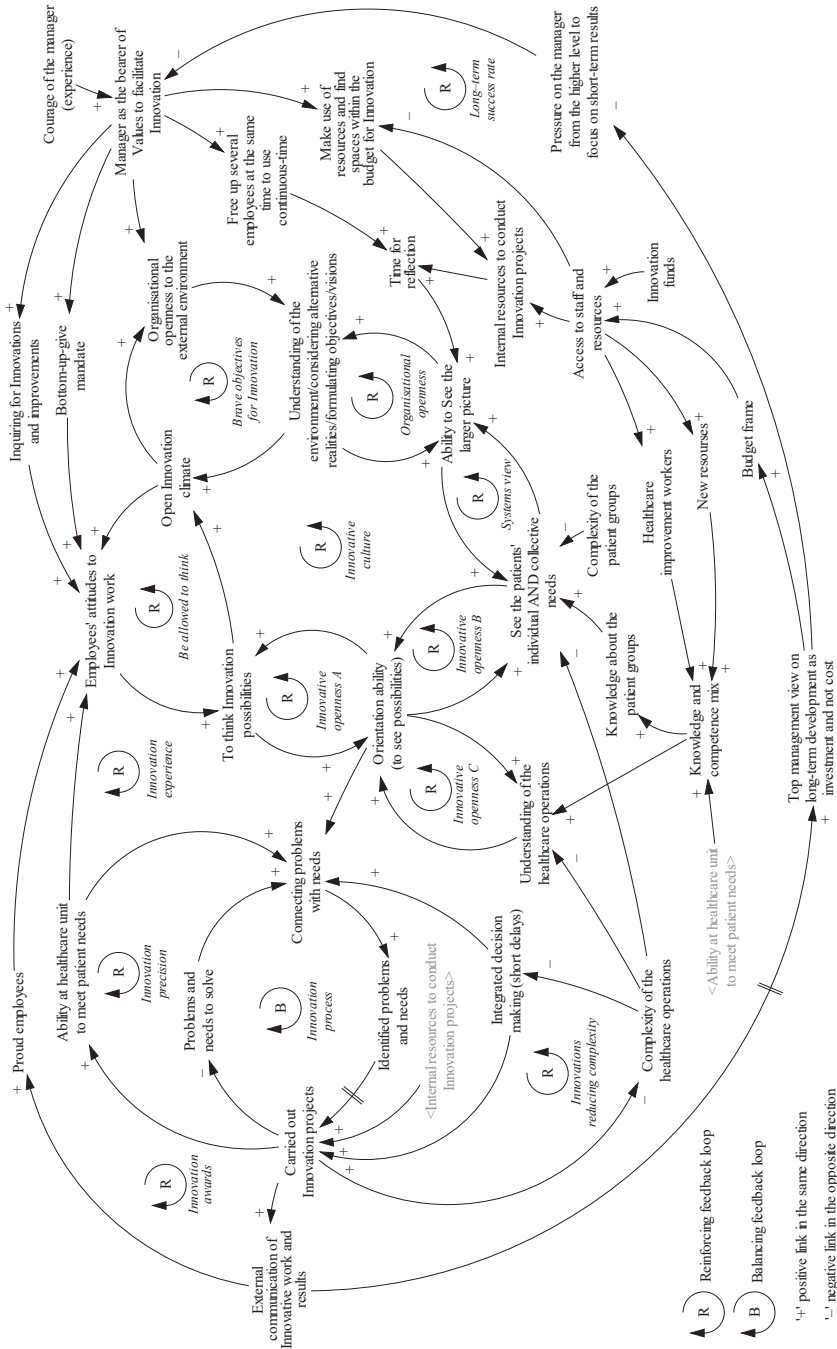 Courage of the manager
(experience)
+
Manager as the bearer of
Values to facilitate
Innovation
−
+
Inquiring for Innovations
and improvements
+
Bottom-up-give
mandate
+
Organisational
openness to the
external environment
+
Free up several
employees at the same
time to use
continuous-time
+
Make use of
resources and find
spaces within the
budget for Innovation
−
R
Long–term
success rate
Pressure on the manager
from the higher level to
focus on short-term results
−
+
Proud employees
+
+
+
+
Employees' attitudes to
Innovation work
+
Open Innovation
climate
+
+
R
Brave objectives
for Innovation
+
Understanding of the
environment/considering alternative
realities/formulating objectives/visions
+
Time for
reflection
+
+
Internal resources to conduct
Innovation projects
+
Ability at healthcare unit
to meet patient needs
+
R
Innovation
experience
R
Be allowed to think
R
Innovative
culture
R
Organisational
openness
+
+
Ability to See the
larger picture
Access to staff and
resources
+
+
Innovation
funds
R
Innovation
awards
R
Innovation
precision
+
To think Innovation
possibilities
+
R
Innovative
openness A
R
Systems view
Problems and
needs to solve
−
+
+
Connecting problems
with needs
+
+
+
Orientation ability
(to see possibilities)
+
+
R
Innovative
openness B
+
See the patients'
individual AND collective
needs
+
−
−
+
Complexity of the
patient groups
+
Healthcare
improvement workers
+
New resourses
Budget frame
+
External
communication of
Innovative work and
results
+
Carried out
Innovation projects
+
+
+
B
Innovation
process
+
Identified problems
and needs
R
Innovative
openness C
+
Understanding of the
healthcare operations
−
+
Knowledge about the
patient groups
+
Knowledge and
competence mix
+
+
+
<Internal resources to conduct
Innovation projects>
Integrated decision
making (short delays)
−
R
Innovations
reducing complexity
−
Complexity of the
healthcare operations
<Ability at healthcare unit
to meet patient needs>
Top management view on
long-term development as
investment and not cost
+
R
Reinforcing feedback loop
B
Balancing feedback loop
'+' positive link in the same direction
'−' negative link in the opposite direction